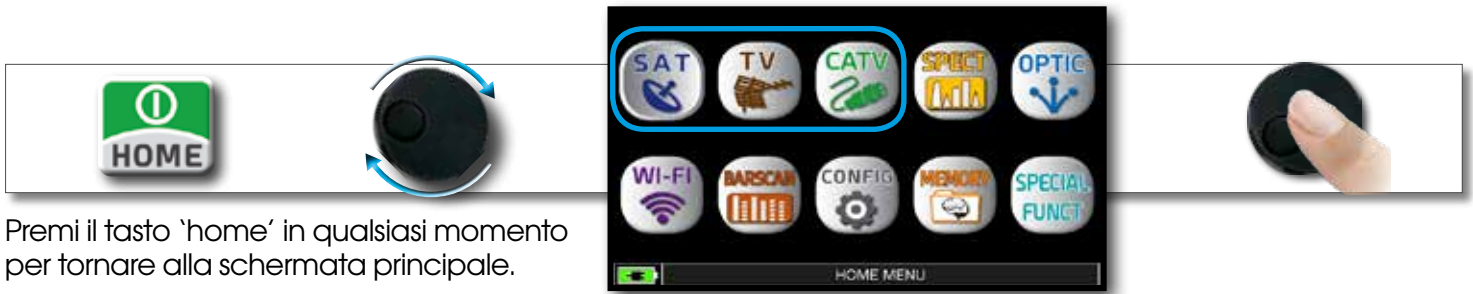 HOME
SAT TV CATV SPECT OPTIC
WI-FI BARSCAN CONFIG MEMORY SPECIAL FUNCT
HOME MENU
Premi il tasto ‘home’ in qualsiasi momento
per tornare alla schermata principale.